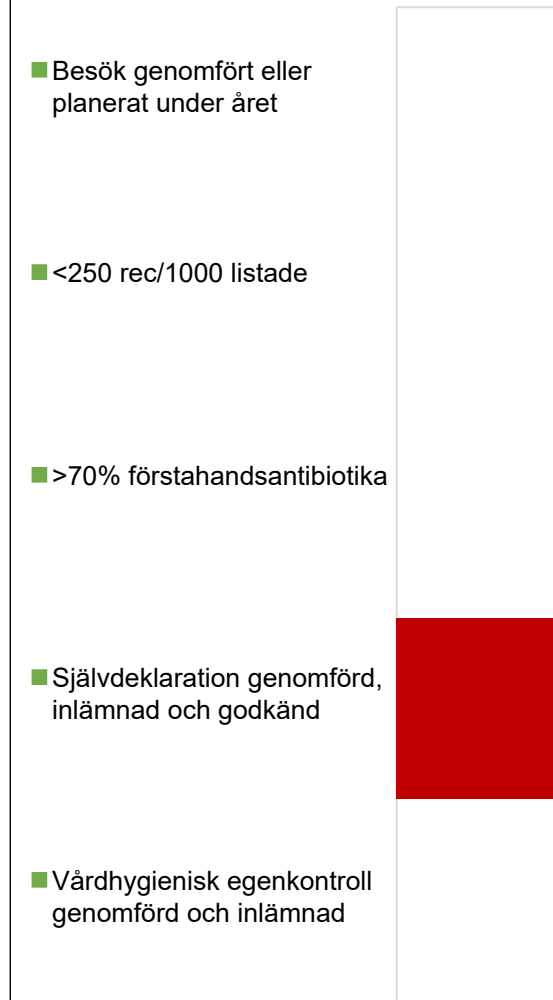 Besök genomfört eller
planerat under året
<250 rec/1000 listade
>70% förstahandsantibiotika
Självdeklaration genomförd,
inlämnad och godkänd
Vårdhygienisk egenkontroll
genomförd och inlämnad